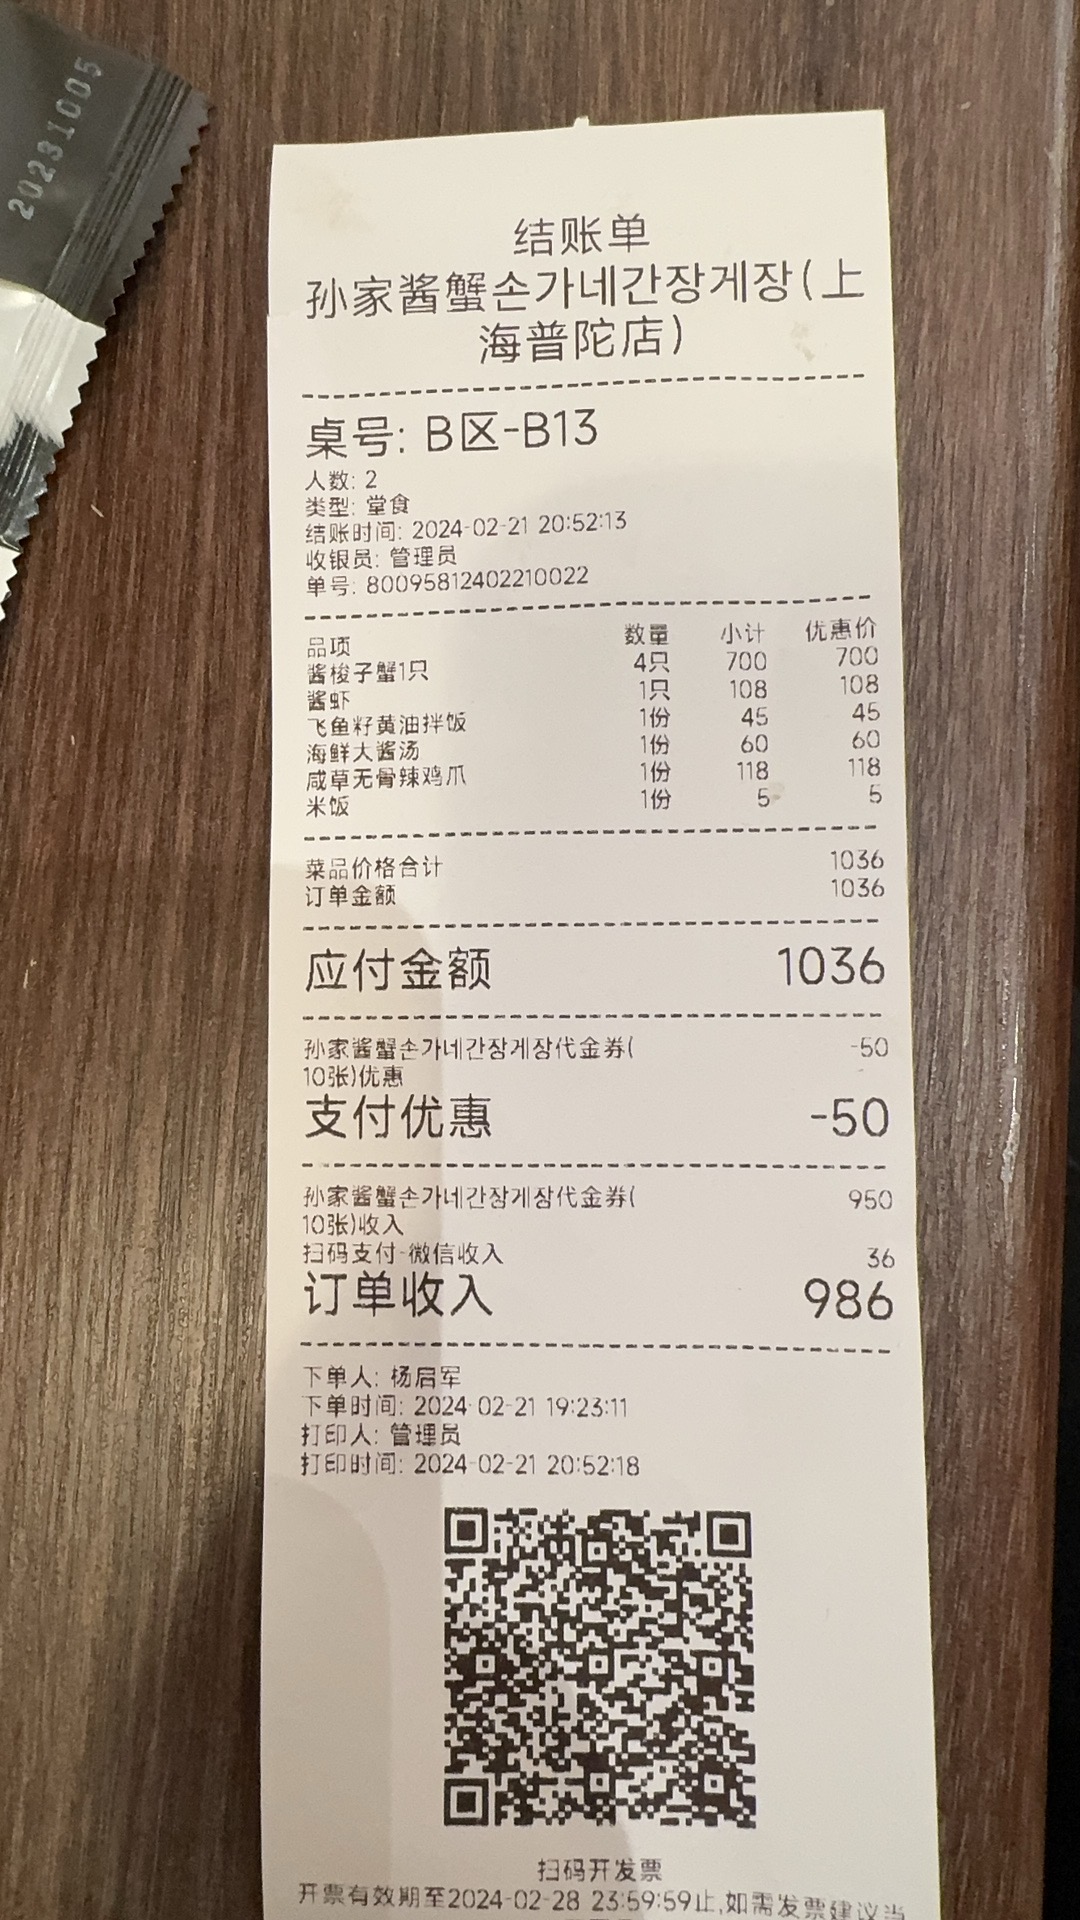 20231005
结账单
孙家酱蟹손가네간장게장(上
海普陀店)
桌号: B区-B13
人数: 2
类型: 堂食
结账时间: 2024-02-21 20:52:13
收银员: 管理员
单号: 80095812402210022
品项 数量 小计 优惠价
酱梭子蟹1只 4只 700 700
酱虾 1只 108 108
飞鱼籽黄油拌饭 1份 45 45
海鲜大酱汤 1份 60 60
咸草无骨辣鸡爪 1份 118 118
米饭 1份 5 5
菜品价格合计 1036
订单金额 1036
应付金额 1036
孙家酱蟹손가네간장게장代金券( -50
10张)优惠
支付优惠 -50
孙家酱蟹손가네간장게장代金券( 950
10张)收入
扫码支付-微信收入 36
订单收入 986
下单人: 杨启军
下单时间: 2024-02-21 19:23:11
打印人: 管理员
打印时间: 2024-02-21 20:52:18
扫码开发票
开票有效期至2024-02-28 23:59:59止,如需发票建议当